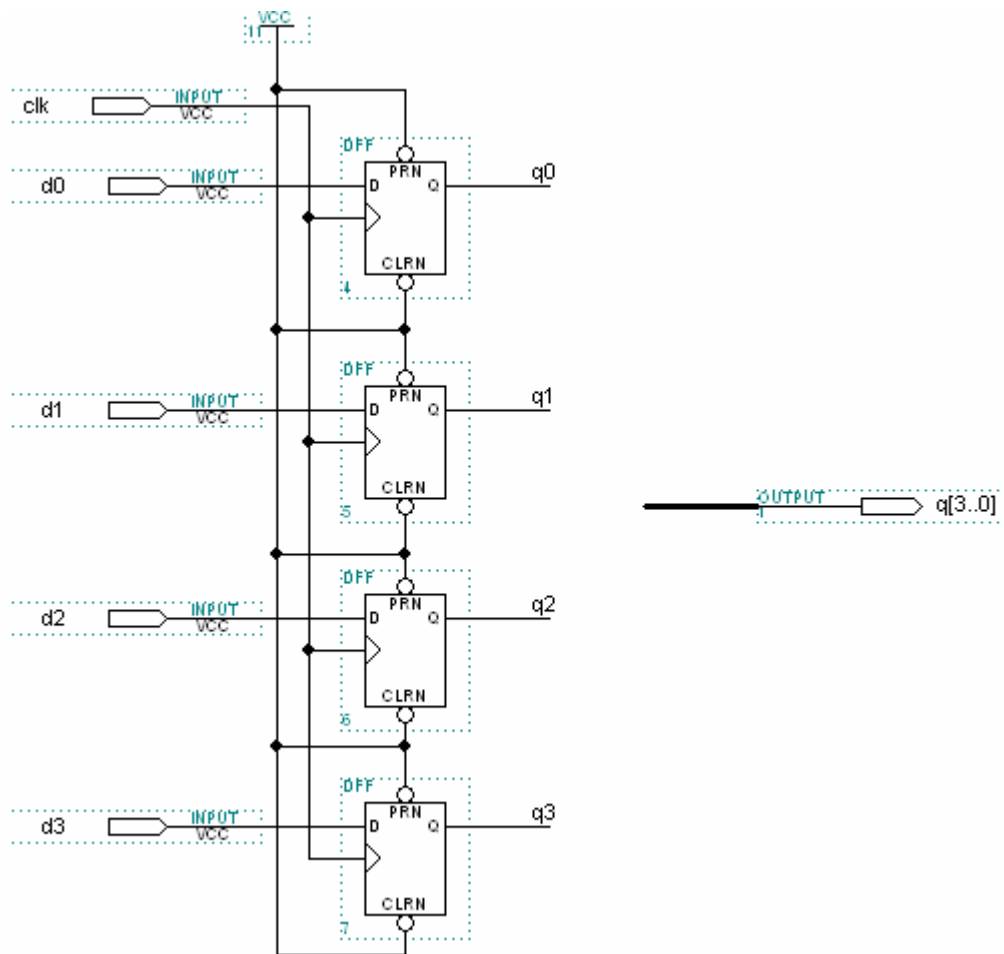 VCC
11
clk INPUT
VCC
DFF
PRN
d0 INPUT
VCC
D Q q0
CLRN
4
DFF
PRN
d1 INPUT
VCC
D Q q1
CLRN
5
OUTPUT
1
q[3..0]
DFF
PRN
d2 INPUT
VCC
D Q q2
CLRN
6
DFF
PRN
d3 INPUT
VCC
D Q q3
CLRN
7